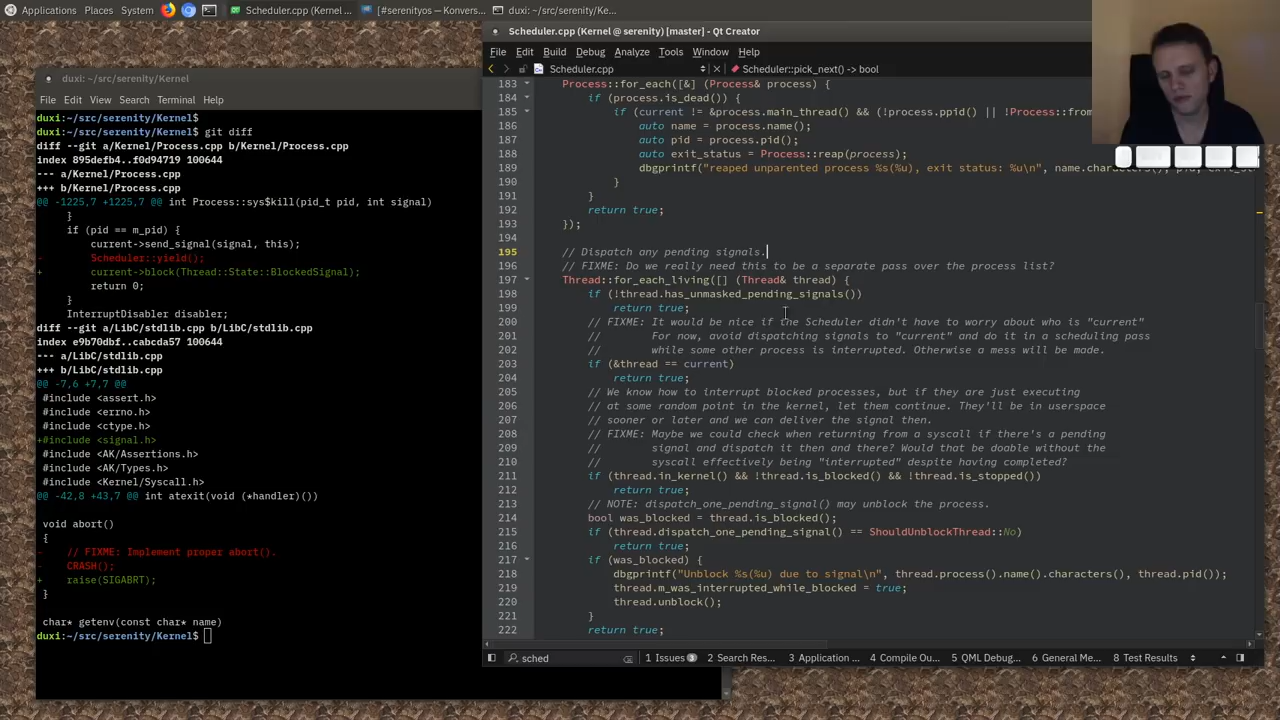 Applications Places System Scheduler.cpp (Kernel ... [#serenityos - Konvers... duxi: ~/src/serenity/Ke...
duxi: ~/src/serenity/Kernel
File Edit View Search Terminal Help
duxi:~/src/serenity/Kernel$
duxi:~/src/serenity/Kernel$ git diff
diff --git a/Kernel/Process.cpp b/Kernel/Process.cpp
index 895defb4..f0d94719 100644
--- a/Kernel/Process.cpp
+++ b/Kernel/Process.cpp
@@ -1225,7 +1225,7 @@ int Process::sys$kill(pid_t pid, int signal)
}
if (pid == m_pid) {
current->send_signal(signal, this);
- Scheduler::yield();
+ current->block(Thread::State::BlockedSignal);
return 0;
}
InterruptDisabler disabler;
diff --git a/LibC/stdlib.cpp b/LibC/stdlib.cpp
index e9b70dbf..cabcda57 100644
--- a/LibC/stdlib.cpp
+++ b/LibC/stdlib.cpp
@@ -7,6 +7,7 @@
#include <assert.h>
#include <errno.h>
#include <ctype.h>
+#include <signal.h>
#include <AK/Assertions.h>
#include <AK/Types.h>
#include <Kernel/Syscall.h>
@@ -42,8 +43,7 @@ int atexit(void (*handler)())
void abort()
{
- // FIXME: Implement proper abort().
- CRASH();
+ raise(SIGABRT);
}
char* getenv(const char* name)
duxi:~/src/serenity/Kernel$
Scheduler.cpp (Kernel @ serenity) [master] - Qt Creator
File Edit Build Debug Analyze Tools Window Help
Scheduler.cpp Scheduler::pick_next() -> bool
183 Process::for_each([&] (Process& process) {
184 if (process.is_dead()) {
185 if (current != &process.main_thread() && (!process.ppid() || !Process::from
186 auto name = process.name();
187 auto pid = process.pid();
188 auto exit_status = Process::reap(process);
189 dbgprintf("reaped unparented process %s(%u), exit status: %u\n", name.characters(), pid, exit_st
190 }
191 }
192 return true;
193 });
194
195 // Dispatch any pending signals.
196 // FIXME: Do we really need this to be a separate pass over the process list?
197 Thread::for_each_living([] (Thread& thread) {
198 if (!thread.has_unmasked_pending_signals())
199 return true;
200 // FIXME: It would be nice if the Scheduler didn't have to worry about who is "current"
201 // For now, avoid dispatching signals to "current" and do it in a scheduling pass
202 // while some other process is interrupted. Otherwise a mess will be made.
203 if (&thread == current)
204 return true;
205 // We know how to interrupt blocked processes, but if they are just executing
206 // at some random point in the kernel, let them continue. They'll be in userspace
207 // sooner or later and we can deliver the signal then.
208 // FIXME: Maybe we could check when returning from a syscall if there's a pending
209 // signal and dispatch it then and there? Would that be doable without the
210 // syscall effectively being "interrupted" despite having completed?
211 if (thread.in_kernel() && !thread.is_blocked() && !thread.is_stopped())
212 return true;
213 // NOTE: dispatch_one_pending_signal() may unblock the process.
214 bool was_blocked = thread.is_blocked();
215 if (thread.dispatch_one_pending_signal() == ShouldUnblockThread::No)
216 return true;
217 if (was_blocked) {
218 dbgprintf("Unblock %s(%u) due to signal\n", thread.process().name().characters(), thread.pid());
219 thread.m_was_interrupted_while_blocked = true;
220 thread.unblock();
221 }
222 return true;
sched 1 Issues 3 2 Search Res... 3 Application ... 4 Compile Ou... 5 QML Debug... 6 General Me... 8 Test Results